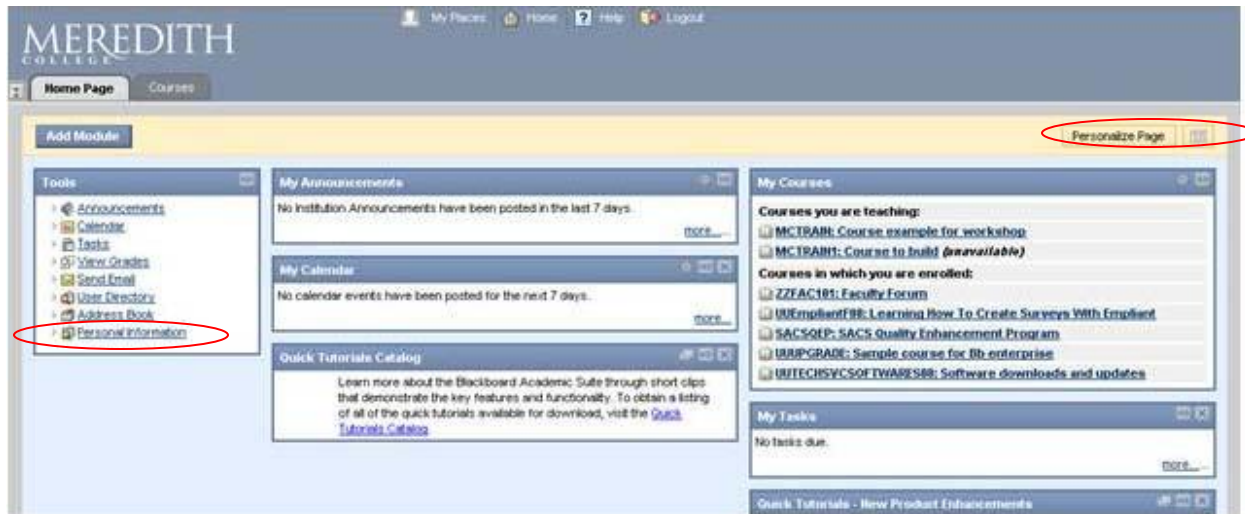 My Places Home Help Logout
MEREDITH
COLLEGE
Home Page Courses
Add Module
Personalize Page
Tools
Announcements
Calendar
Tasks
View Grades
Send Email
User Directory
Address Book
Personal Information
My Announcements
No Institution Announcements have been posted in the last 7 days.
more...
My Calendar
No calendar events have been posted for the next 7 days.
more...
Quick Tutorials Catalog
Learn more about the Blackboard Academic Suite through short clips
that demonstrate the key features and functionality. To obtain a listing
of all of the quick tutorials available for download, visit the Quick
Tutorials Catalog
My Courses
Courses you are teaching:
MCTRAIN: Course example for workshop
MCTRAIN1: Course to build (unavailable)
Courses in which you are enrolled:
ZZFAC101: Faculty Forum
UUEmpliantF08: Learning How To Create Surveys With Empliant
SACSQEP: SACS Quality Enhancement Program
UUUPGRADE: Sample course for Bb enterprise
UUTECHSVCSOFTWARES08: Software downloads and updates
My Tasks
No tasks due.
more...
Quick Tutorials - New Product Enhancements